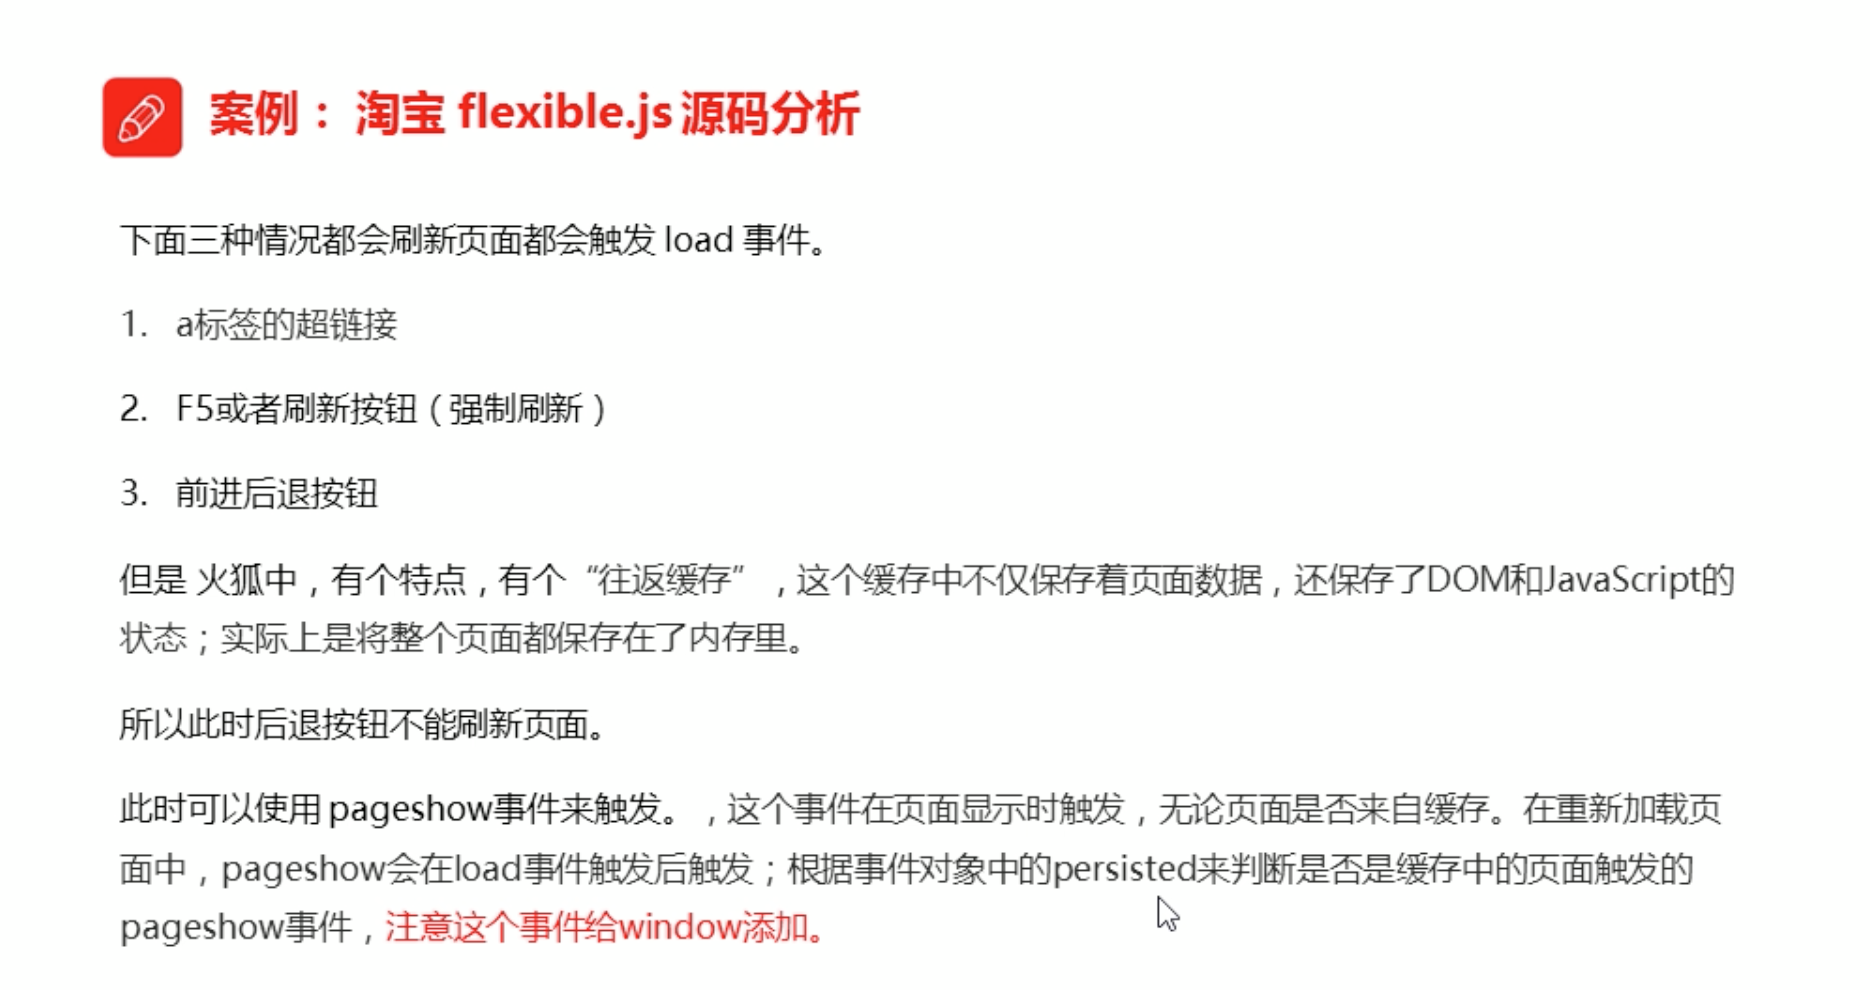 案例： 淘宝 flexible.js 源码分析
下面三种情况都会刷新页面都会触发 load 事件。
1. a标签的超链接
2. F5或者刷新按钮（强制刷新）
3. 前进后退按钮
但是 火狐中，有个特点，有个“往返缓存”，这个缓存中不仅保存着页面数据，还保存了DOM和JavaScript的
状态；实际上是将整个页面都保存在了内存里。
所以此时后退按钮不能刷新页面。
此时可以使用 pageshow事件来触发。，这个事件在页面显示时触发，无论页面是否来自缓存。在重新加载页
面中，pageshow会在load事件触发后触发；根据事件对象中的persisted来判断是否是缓存中的页面触发的
pageshow事件，注意这个事件给window添加。